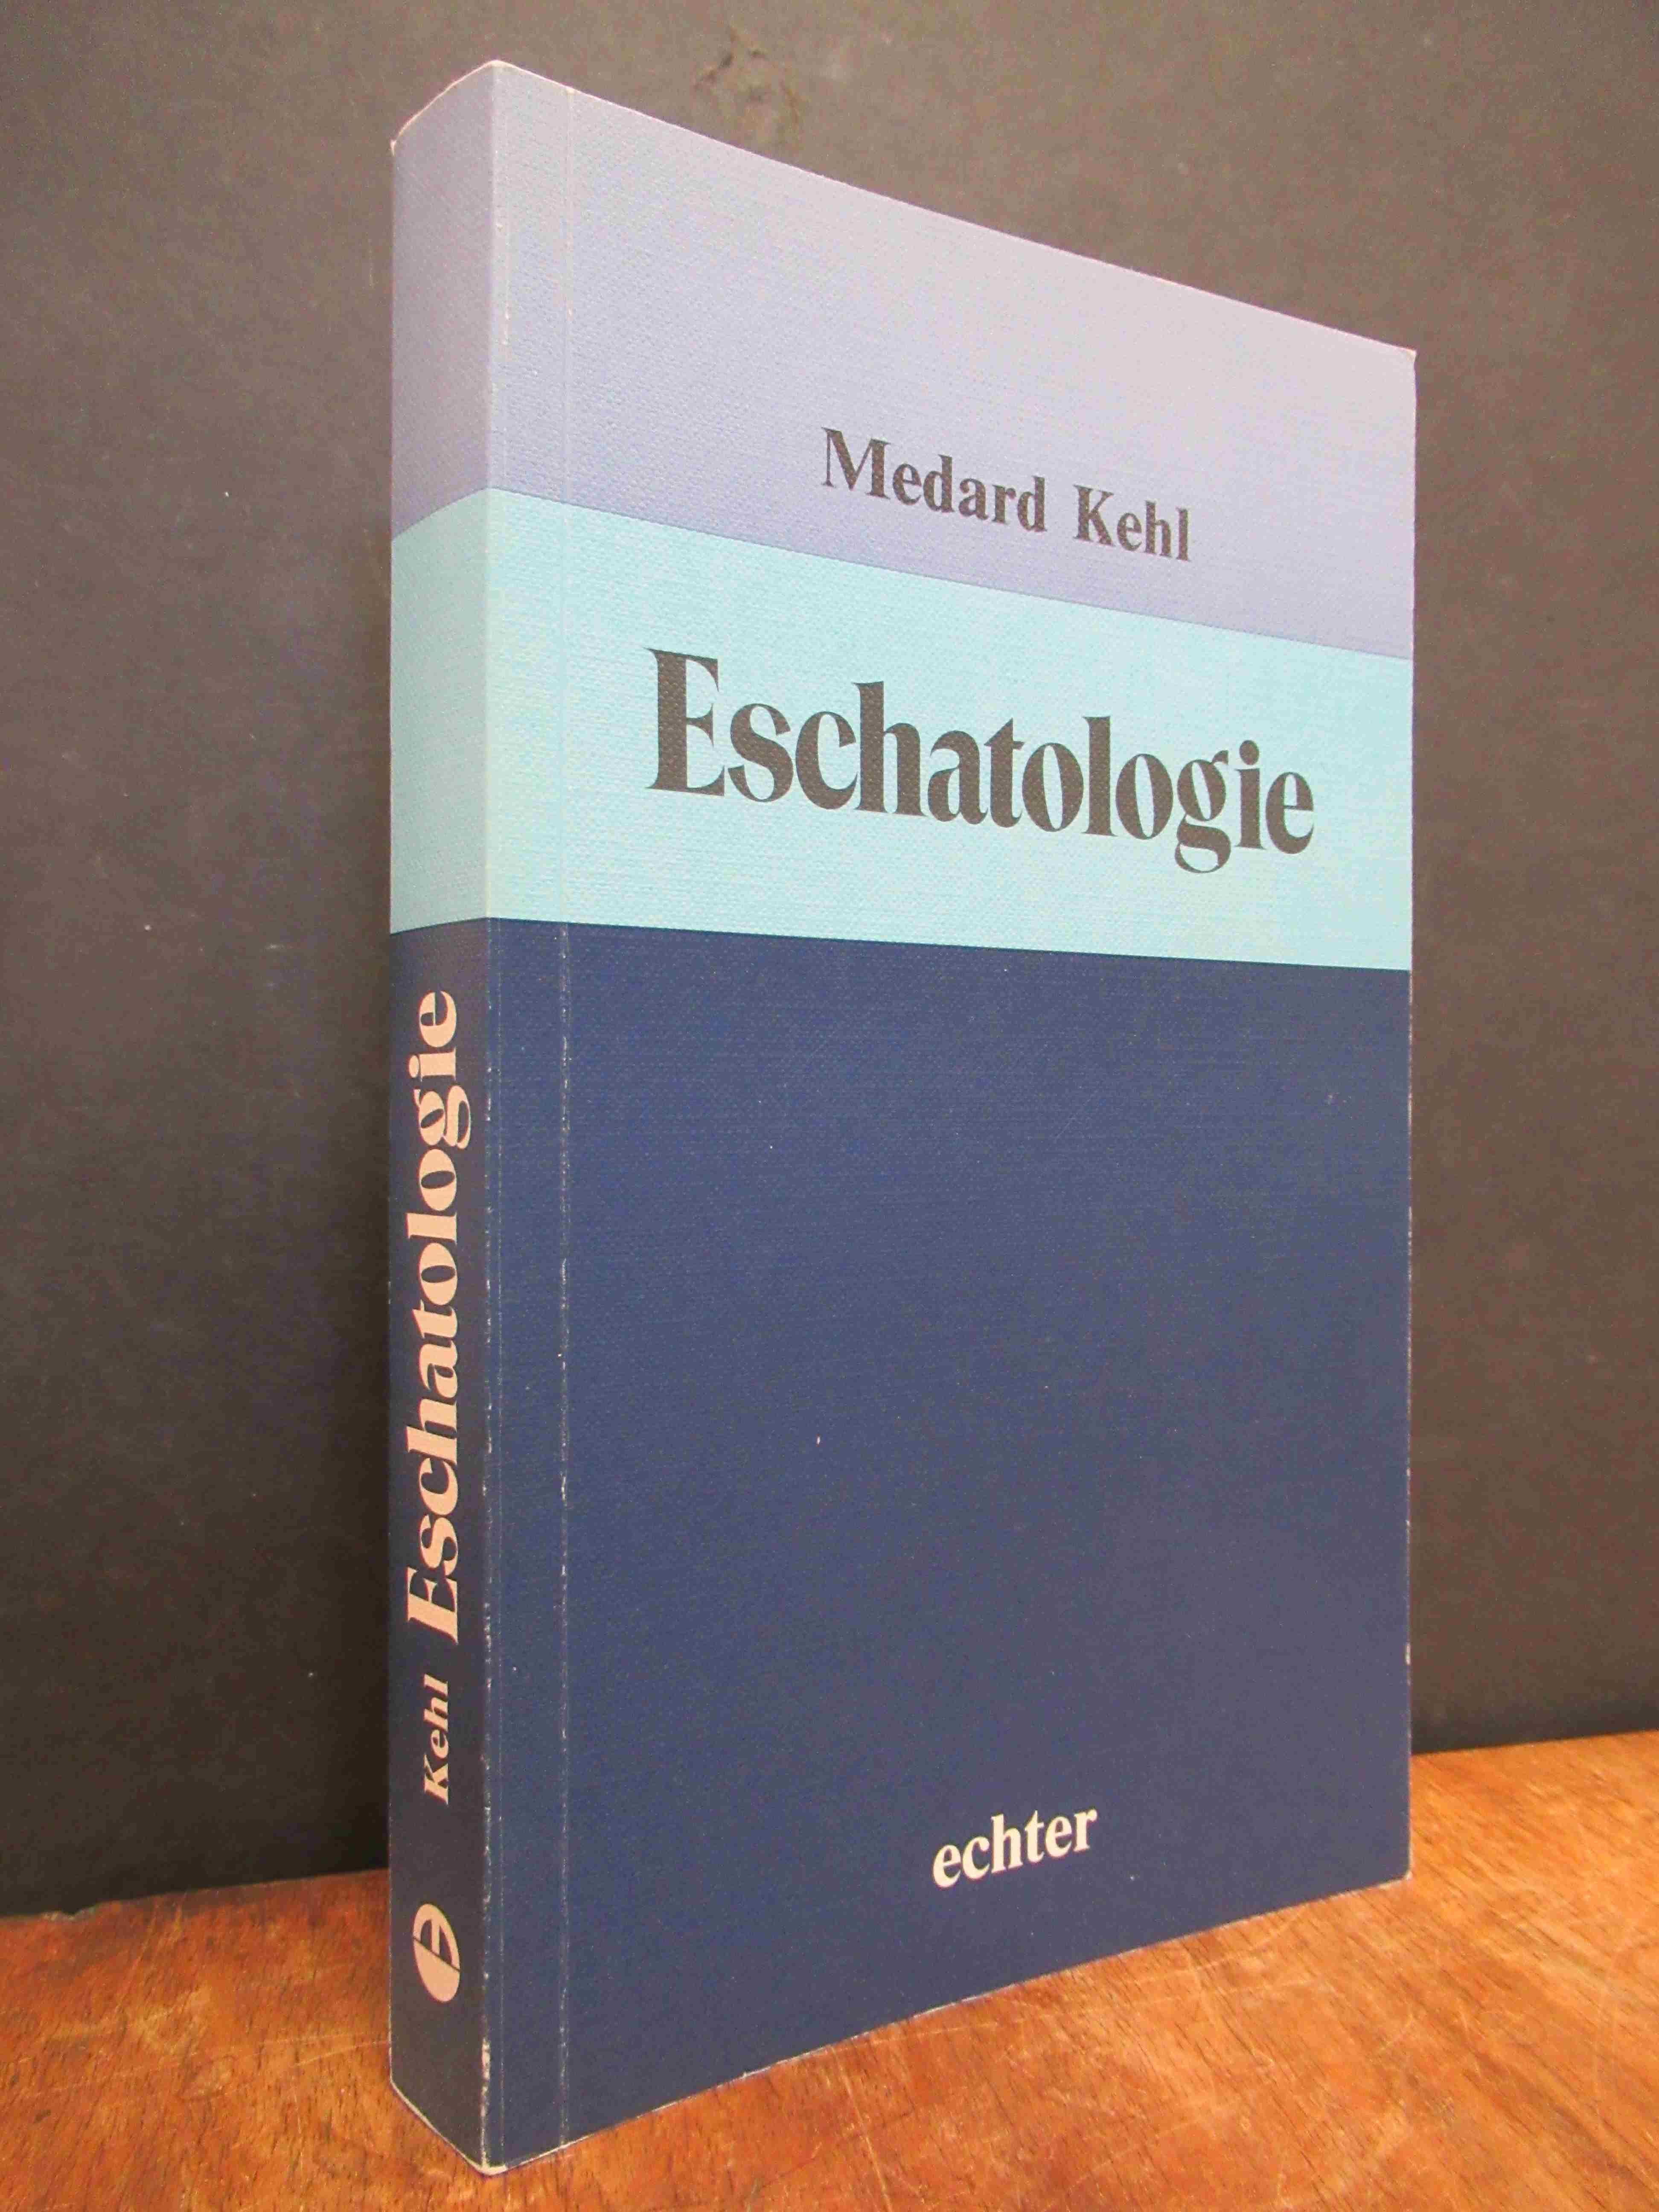 Medard Kehl
Eschatologie
echter
Kehl Eschatologie